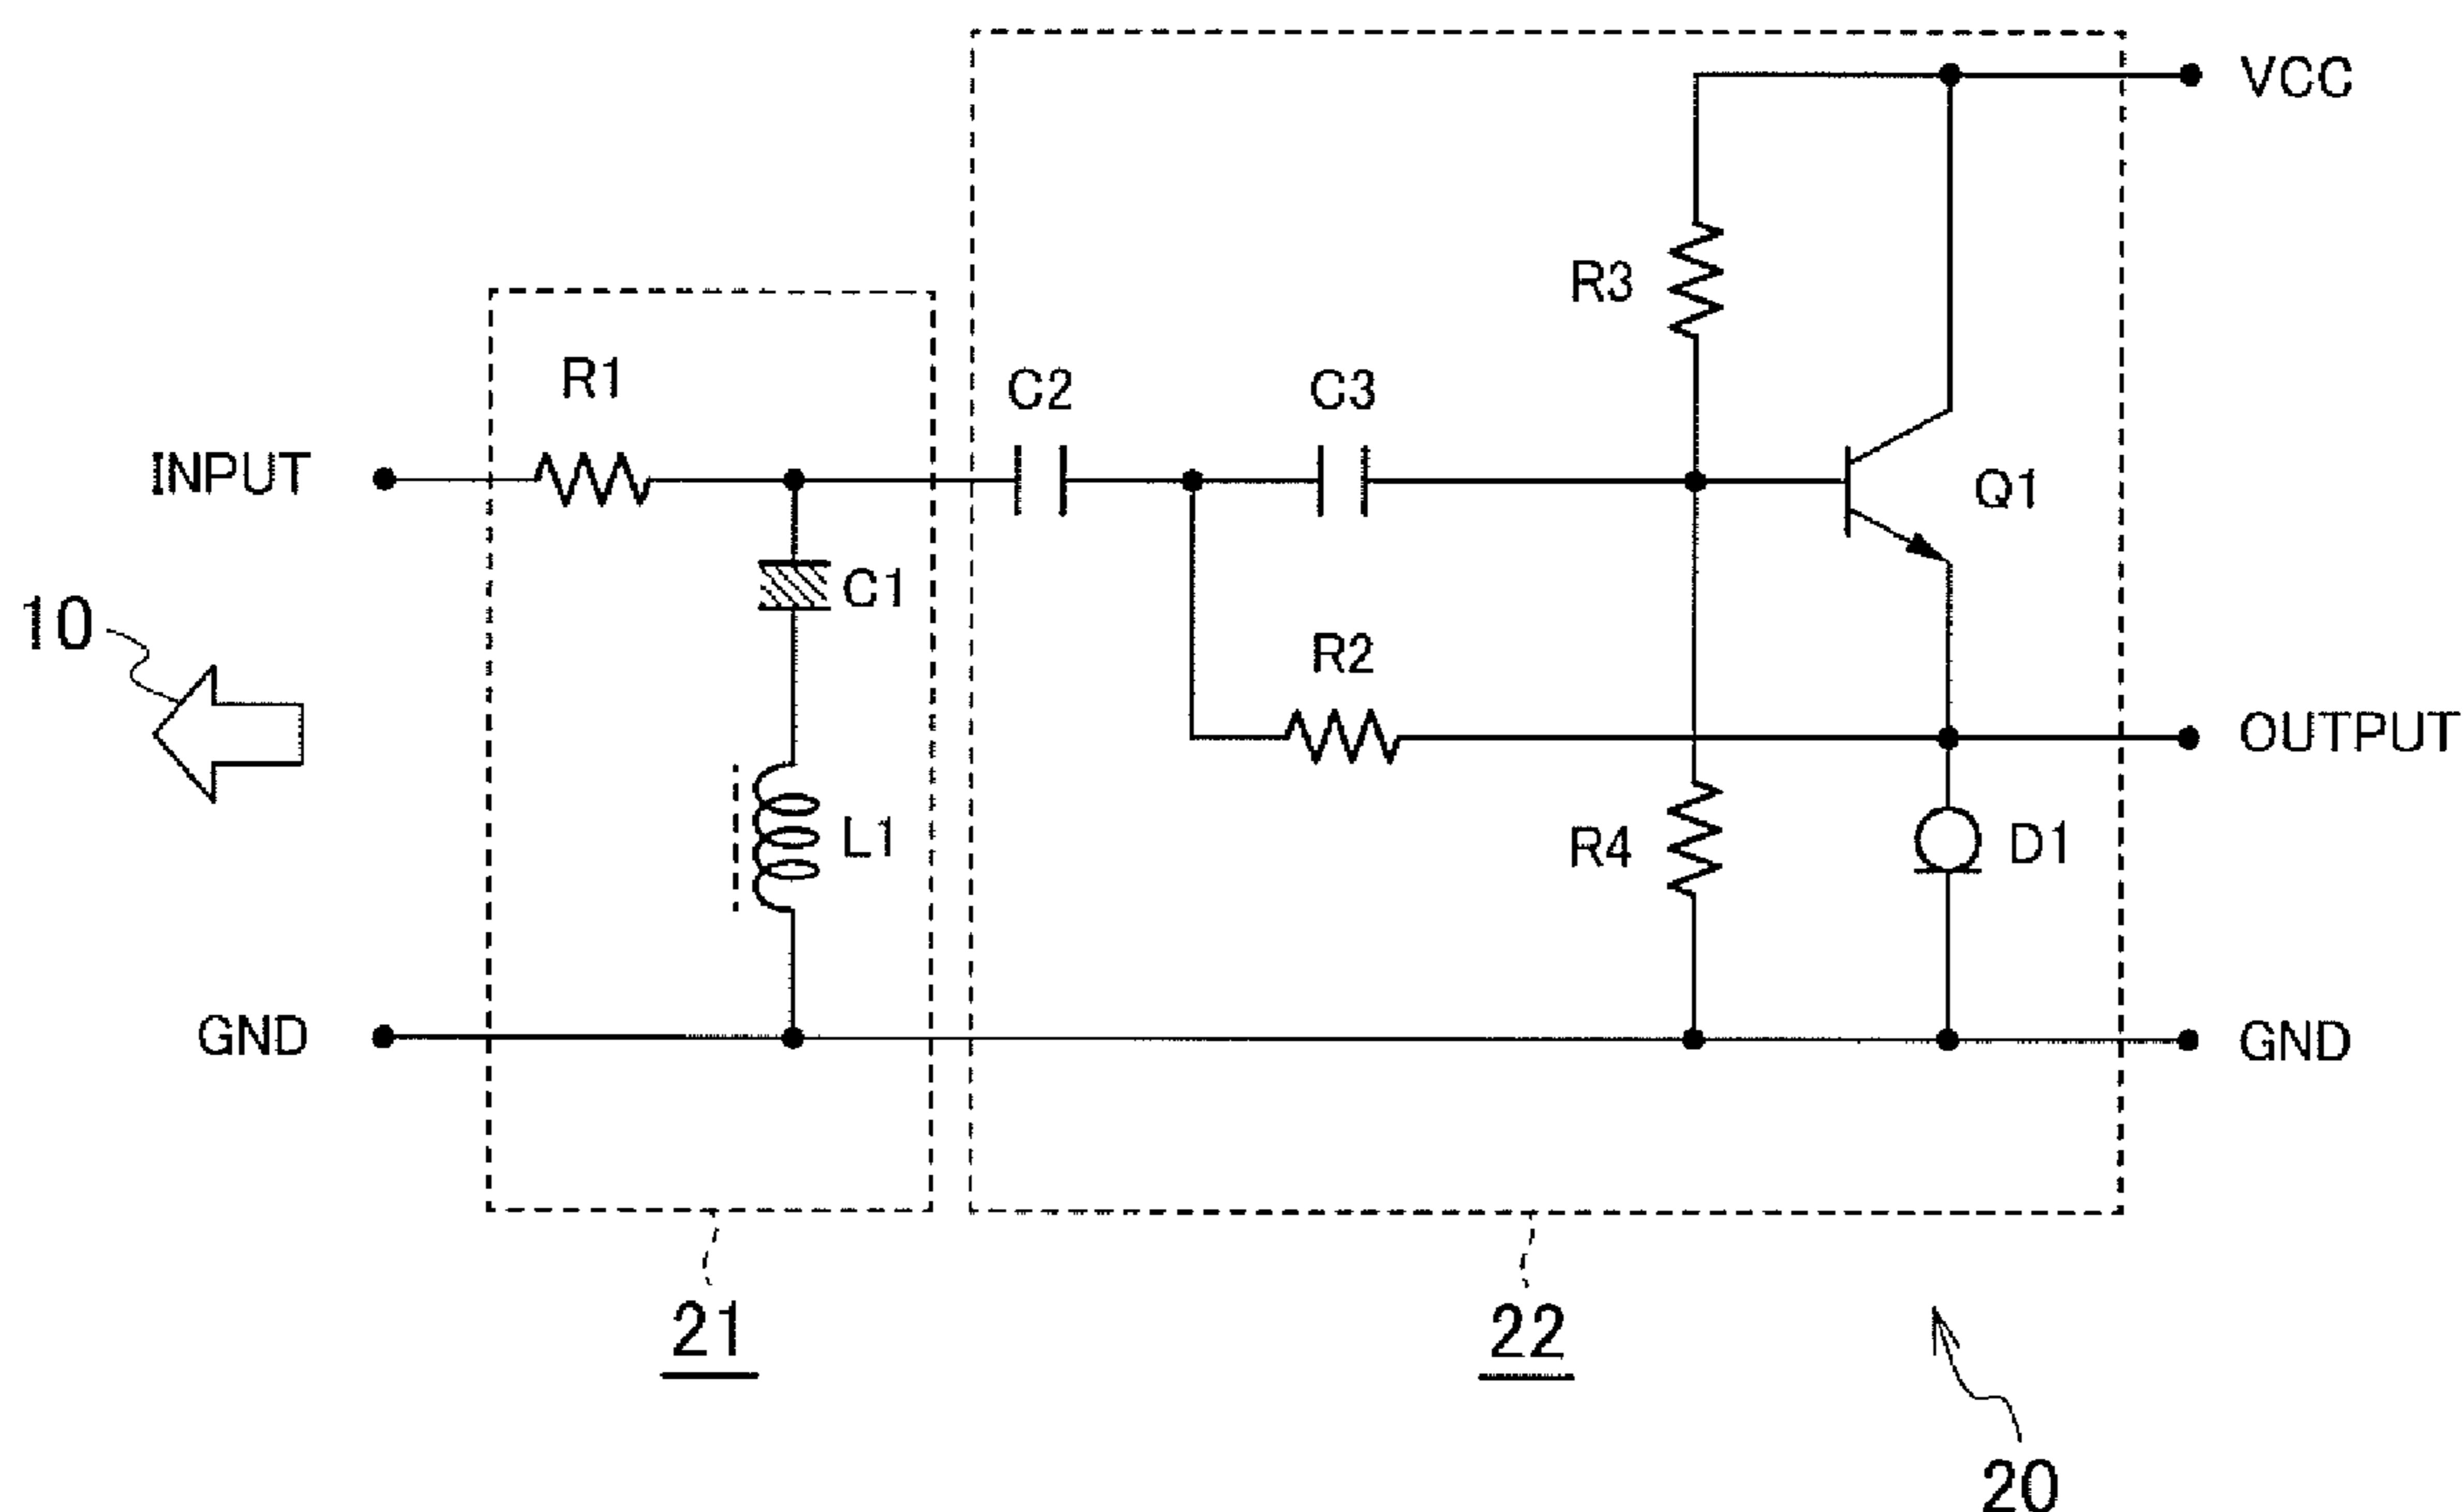 VCC
R3
R1
C2
C3
INPUT
Q1
C1
10
R2
OUTPUT
L1
R4
D1
GND
GND
21
22
20